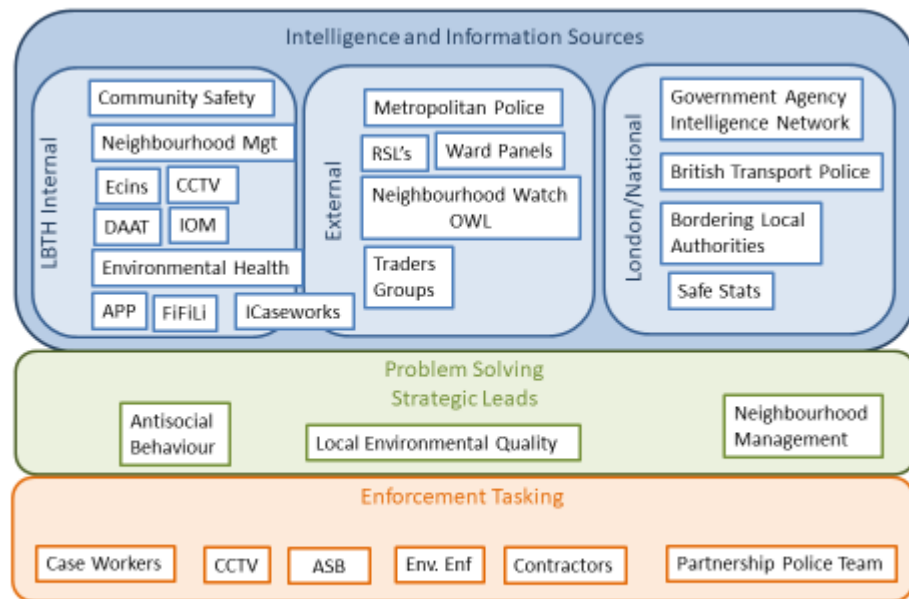 Intelligence and Information Sources
LBTH Internal
Community Safety
Neighbourhood Mgt
Ecins
CCTV
DAAT
IOM
Environmental Health
APP
FiFiLi
ICaseworks
External
Metropolitan Police
RSL's
Ward Panels
Neighbourhood Watch
OWL
Traders
Groups
London/National
Government Agency
Intelligence Network
British Transport Police
Bordering Local
Authorities
Safe Stats
Problem Solving
Strategic Leads
Antisocial
Behaviour
Local Environmental Quality
Neighbourhood
Management
Enforcement Tasking
Case Workers
CCTV
ASB
Env. Enf
Contractors
Partnership Police Team